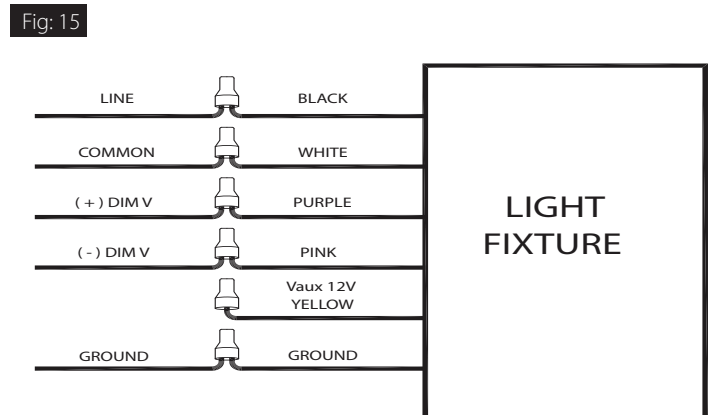 Fig: 15
LINE BLACK
COMMON WHITE
( + ) DIM V PURPLE
( - ) DIM V PINK
Vaux 12V
YELLOW
GROUND GROUND
LIGHT
FIXTURE